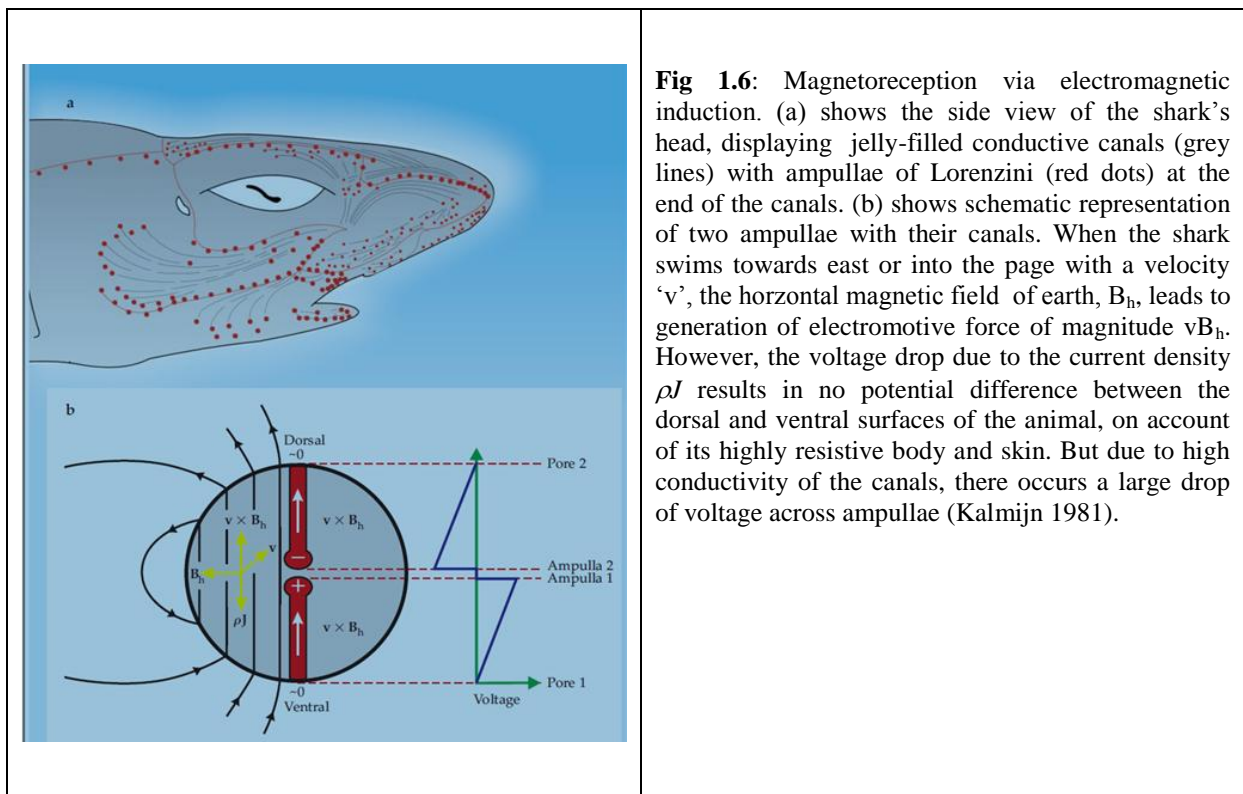 a
b
Dorsal
~0
Pore 2
v × Bₕ
v × Bₕ
v
−
Ampulla 2
Ampulla 1
Bₕ
+
ρJ
v × Bₕ
~0
Ventral
Voltage
Pore 1
Fig 1.6: Magnetoreception via electromagnetic
induction. (a) shows the side view of the shark’s
head, displaying jelly-filled conductive canals (grey
lines) with ampullae of Lorenzini (red dots) at the
end of the canals. (b) shows schematic representation
of two ampullae with their canals. When the shark
swims towards east or into the page with a velocity
‘v’, the horzontal magnetic field of earth, Bₕ, leads to
generation of electromotive force of magnitude vBₕ.
However, the voltage drop due to the current density
ρJ results in no potential difference between the
dorsal and ventral surfaces of the animal, on account
of its highly resistive body and skin. But due to high
conductivity of the canals, there occurs a large drop
of voltage across ampullae (Kalmijn 1981).